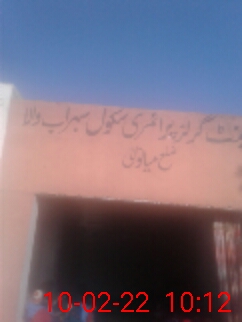 گرلز پرائمری سکول سہراب والا
ضلع میانوالی
10-02-22 10:12